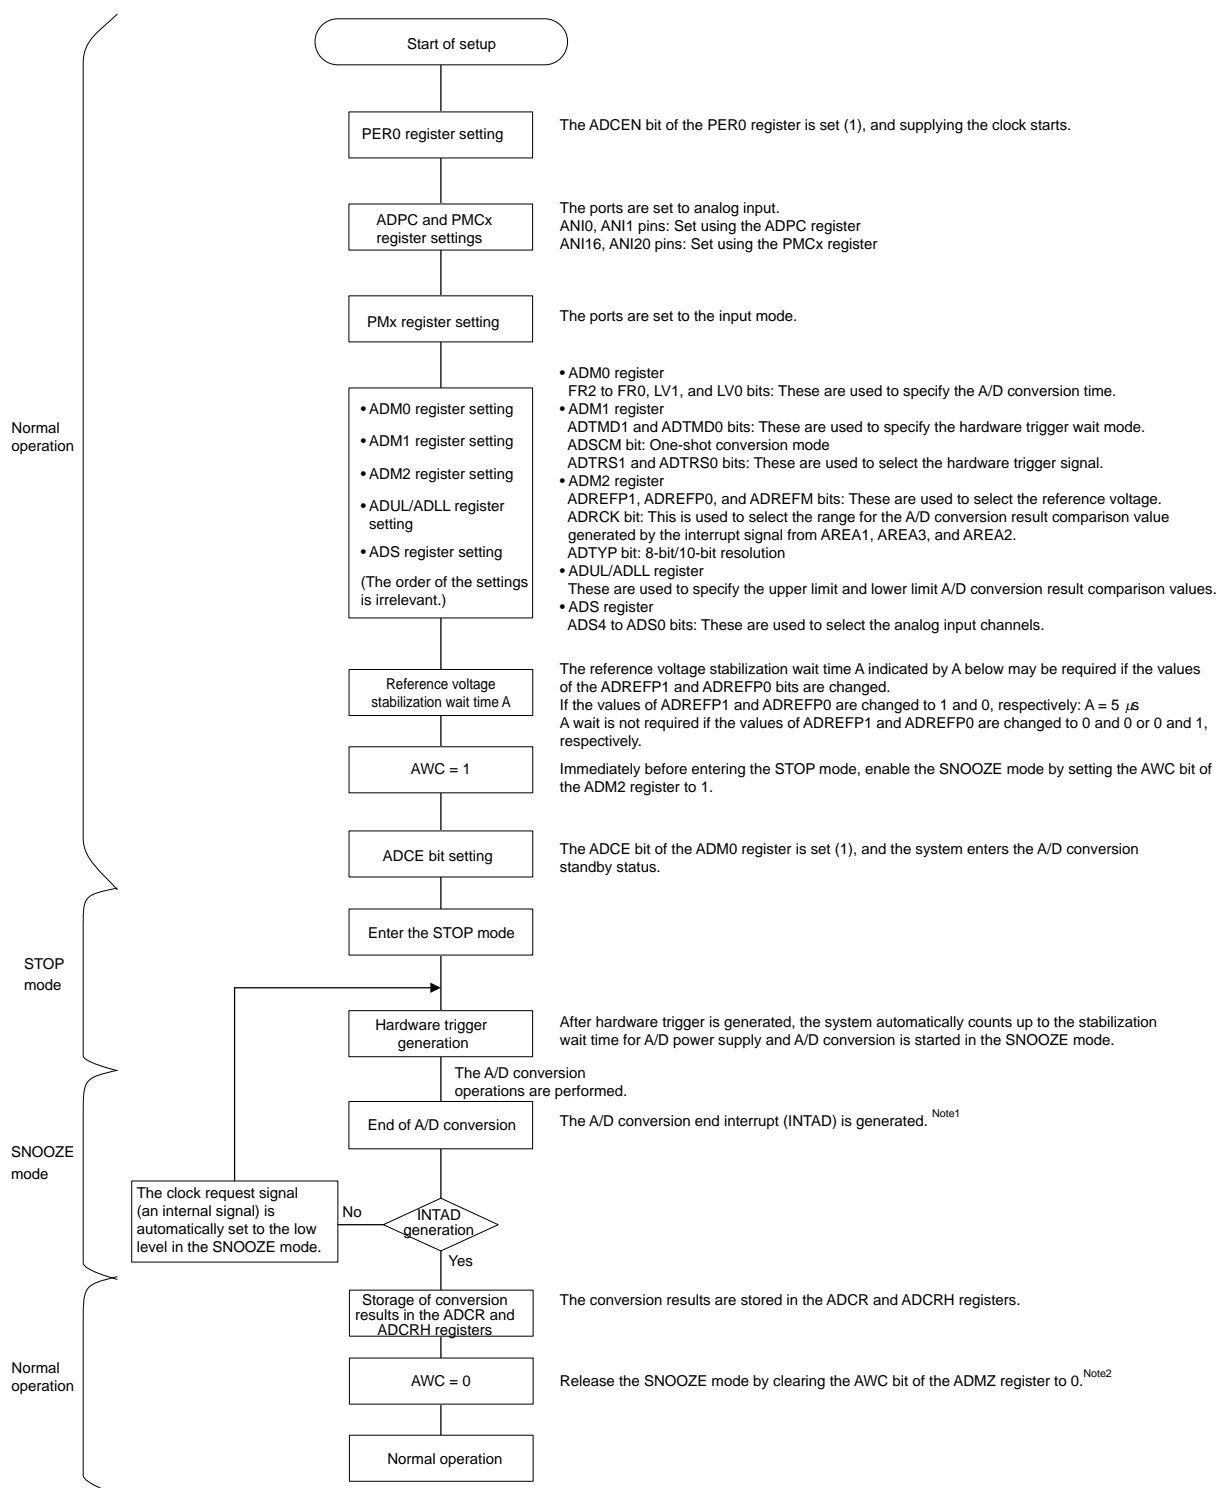 Start of setup
PER0 register setting
The ADCEN bit of the PER0 register is set (1), and supplying the clock starts.
ADPC and PMCx
register settings
The ports are set to analog input.
ANI0, ANI1 pins: Set using the ADPC register
ANI16, ANI20 pins: Set using the PMCx register
PMx register setting
The ports are set to the input mode.
Normal
operation
• ADM0 register setting
• ADM1 register setting
• ADM2 register setting
• ADUL/ADLL register
setting
• ADS register setting
(The order of the settings
is irrelevant.)
• ADM0 register
FR2 to FR0, LV1, and LV0 bits: These are used to specify the A/D conversion time.
• ADM1 register
ADTMD1 and ADTMD0 bits: These are used to specify the hardware trigger wait mode.
ADSCM bit: One-shot conversion mode
ADTRS1 and ADTRS0 bits: These are used to select the hardware trigger signal.
• ADM2 register
ADREFP1, ADREFP0, and ADREFM bits: These are used to select the reference voltage.
ADRCK bit: This is used to select the range for the A/D conversion result comparison value
generated by the interrupt signal from AREA1, AREA3, and AREA2.
ADTYP bit: 8-bit/10-bit resolution
• ADUL/ADLL register
These are used to specify the upper limit and lower limit A/D conversion result comparison values.
• ADS register
ADS4 to ADS0 bits: These are used to select the analog input channels.
Reference voltage
stabilization wait time A
The reference voltage stabilization wait time A indicated by A below may be required if the values
of the ADREFP1 and ADREFP0 bits are changed.
If the values of ADREFP1 and ADREFP0 are changed to 1 and 0, respectively: A = 5 μs
A wait is not required if the values of ADREFP1 and ADREFP0 are changed to 0 and 0 or 0 and 1,
respectively.
AWC = 1
Immediately before entering the STOP mode, enable the SNOOZE mode by setting the AWC bit of
the ADM2 register to 1.
ADCE bit setting
The ADCE bit of the ADM0 register is set (1), and the system enters the A/D conversion
standby status.
Enter the STOP mode
STOP
mode
Hardware trigger
generation
After hardware trigger is generated, the system automatically counts up to the stabilization
wait time for A/D power supply and A/D conversion is started in the SNOOZE mode.
The A/D conversion
operations are performed.
End of A/D conversion
The A/D conversion end interrupt (INTAD) is generated. Note1
SNOOZE
mode
The clock request signal
(an internal signal) is
automatically set to the low
level in the SNOOZE mode.
No
INTAD
generation
Yes
Storage of conversion
results in the ADCR and
ADCRH registers
The conversion results are stored in the ADCR and ADCRH registers.
Normal
operation
AWC = 0
Release the SNOOZE mode by clearing the AWC bit of the ADMZ register to 0.Note2
Normal operation